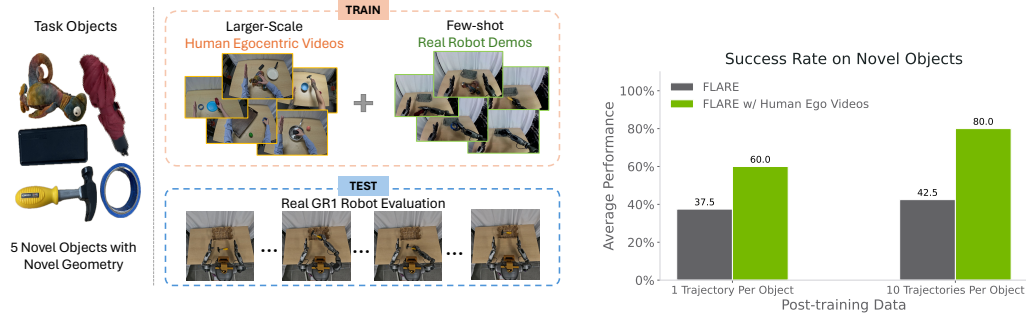 Task Objects
5 Novel Objects with
Novel Geometry
TRAIN
Larger-Scale
Human Egocentric Videos
Few-shot
Real Robot Demos
TEST
Real GR1 Robot Evaluation
... ... ...
Success Rate on Novel Objects
FLARE
FLARE w/ Human Ego Videos
Average Performance
100%
80%
60%
40%
20%
0%
37.5
60.0
42.5
80.0
1 Trajectory Per Object
10 Trajectories Per Object
Post-training Data